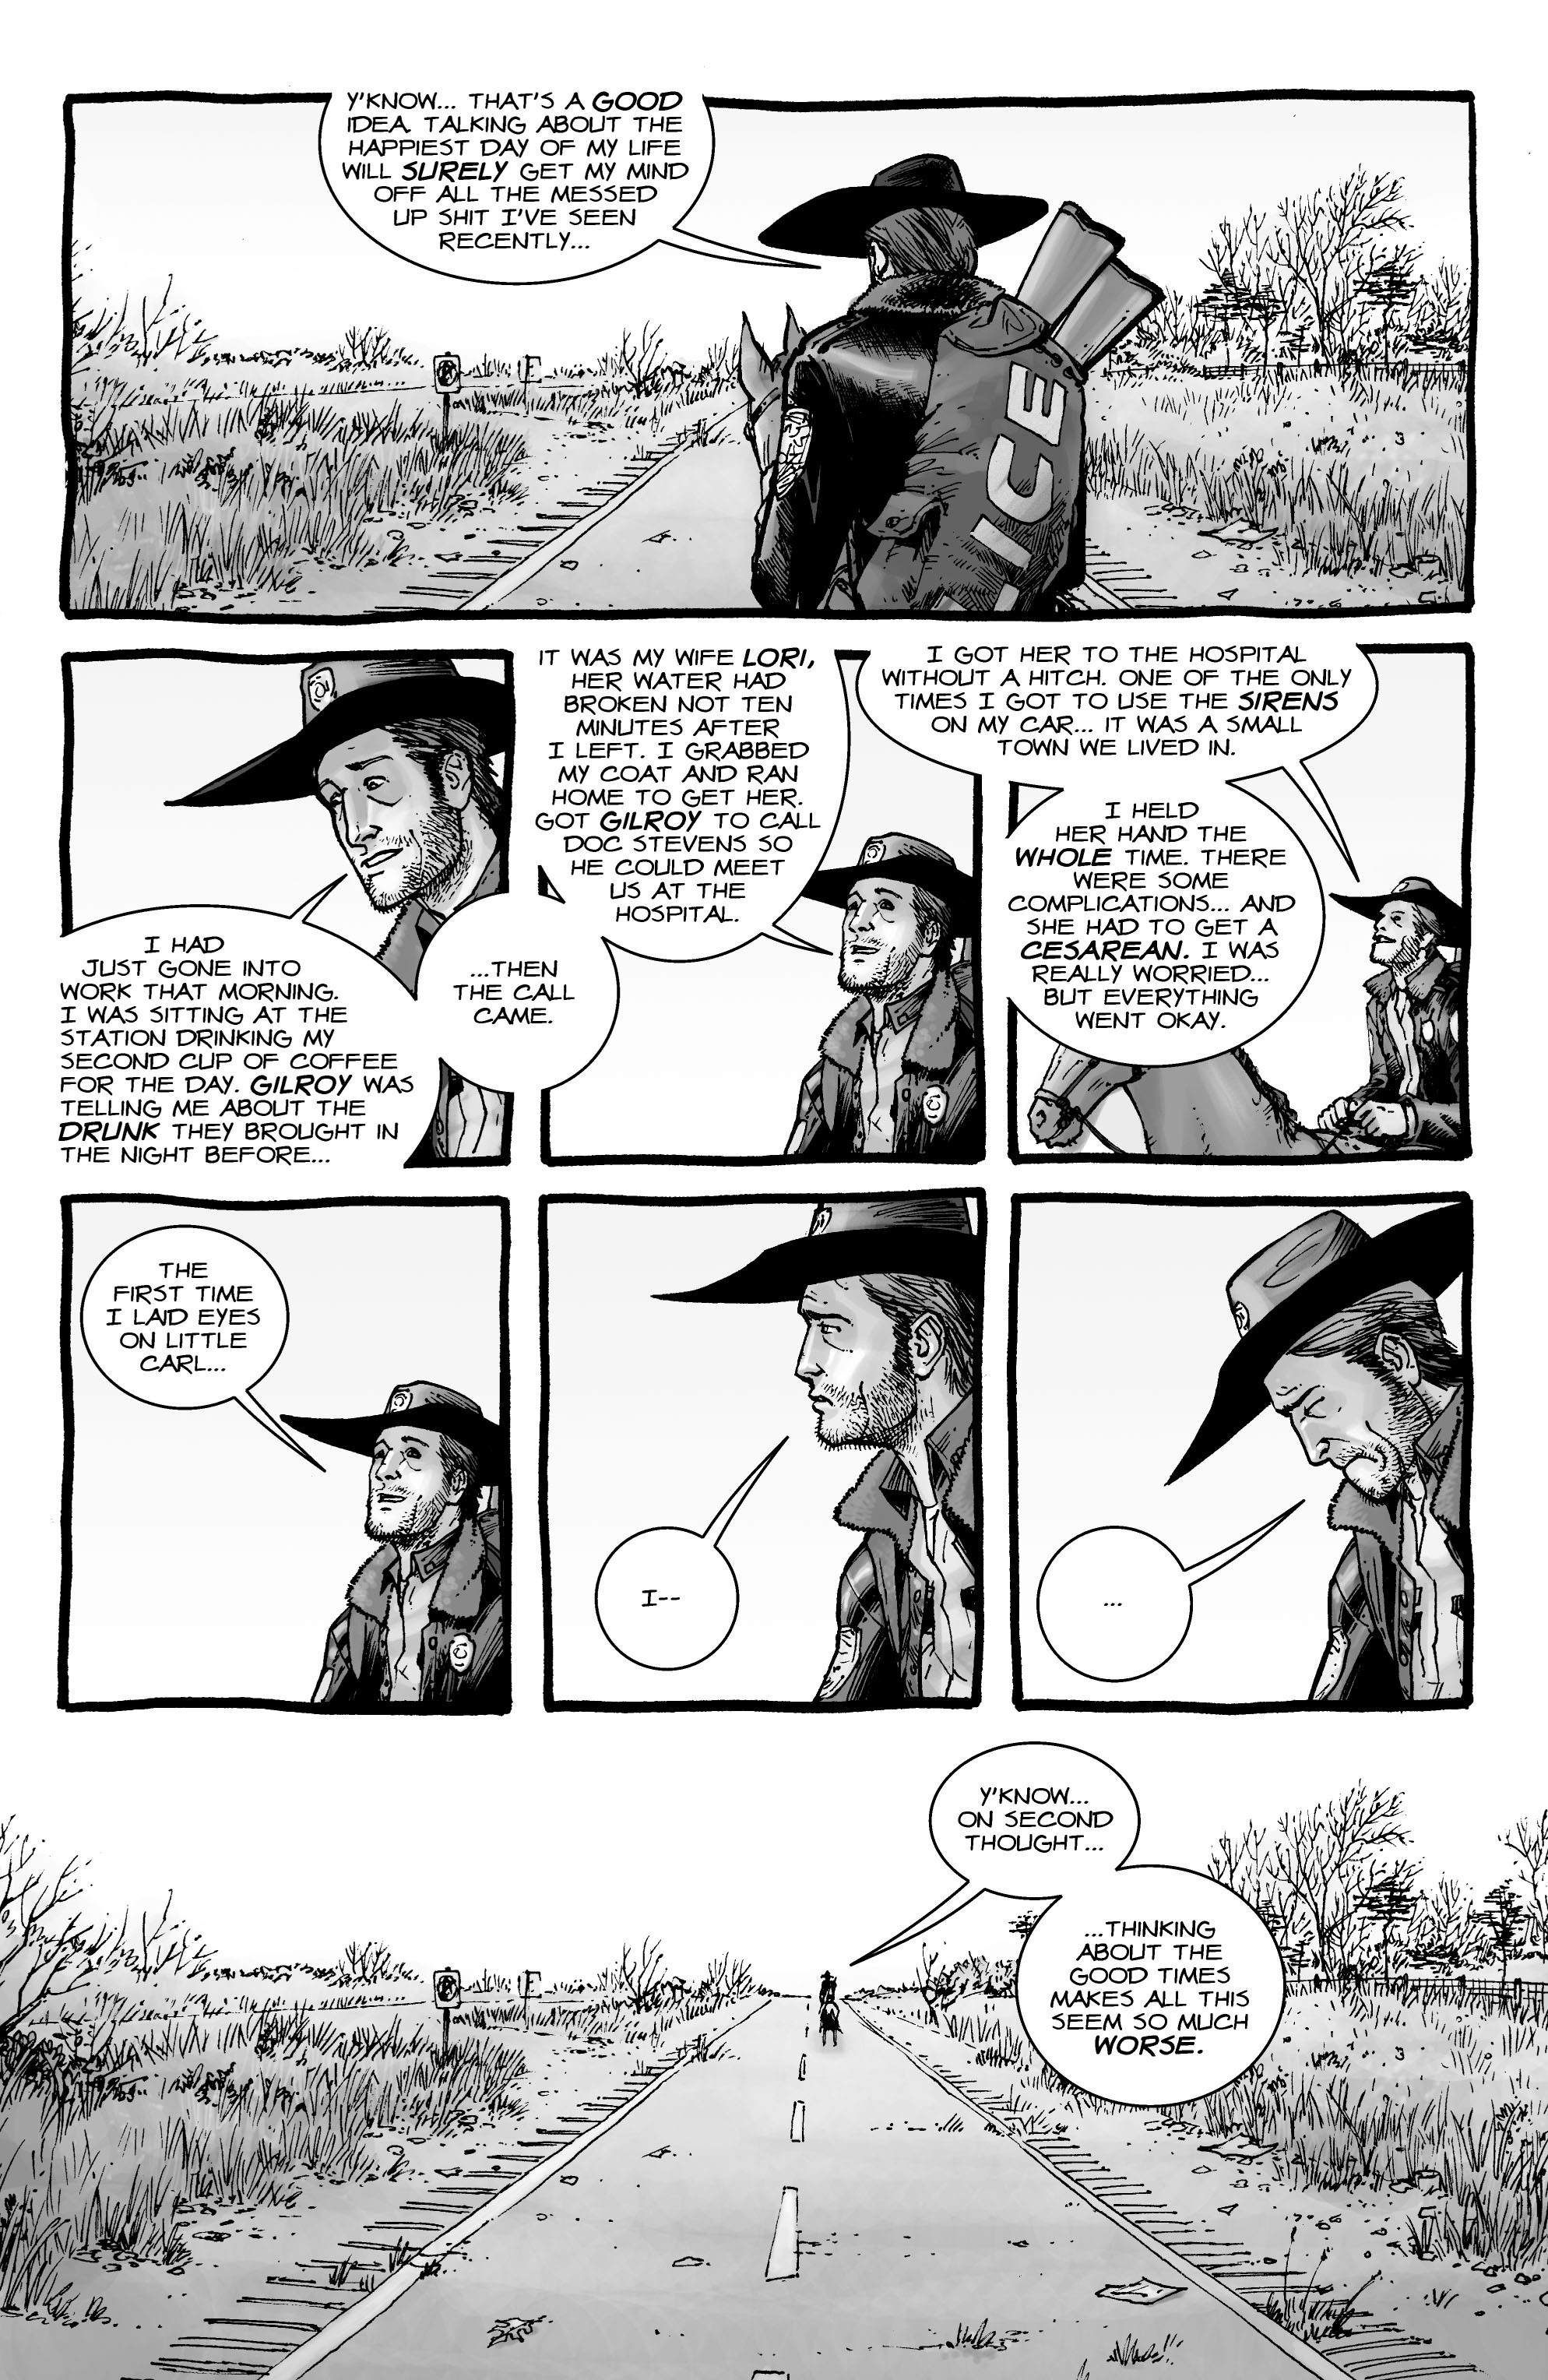 Y'KNOW... THAT'S A GOOD
IDEA. TALKING ABOUT THE
HAPPIEST DAY OF MY LIFE
WILL SURELY GET MY MIND
OFF ALL THE MESSED
UP SHIT I'VE SEEN
RECENTLY...
ICE
I HAD
JUST GONE INTO
WORK THAT MORNING.
I WAS SITTING AT THE
STATION DRINKING MY
SECOND CUP OF COFFEE
FOR THE DAY. GILROY WAS
TELLING ME ABOUT THE
DRUNK THEY BROUGHT IN
THE NIGHT BEFORE...
...THEN
THE CALL
CAME.
IT WAS MY WIFE LORI,
HER WATER HAD
BROKEN NOT TEN
MINUTES AFTER
I LEFT. I GRABBED
MY COAT AND RAN
HOME TO GET HER.
GOT GILROY TO CALL
DOC STEVENS SO
HE COULD MEET
US AT THE
HOSPITAL.
I GOT HER TO THE HOSPITAL
WITHOUT A HITCH. ONE OF THE ONLY
TIMES I GOT TO USE THE SIRENS
ON MY CAR... IT WAS A SMALL
TOWN WE LIVED IN.
I HELD
HER HAND THE
WHOLE TIME. THERE
WERE SOME
COMPLICATIONS... AND
SHE HAD TO GET A
CESAREAN. I WAS
REALLY WORRIED...
BUT EVERYTHING
WENT OKAY.
THE
FIRST TIME
I LAID EYES
ON LITTLE
CARL...
I--
...
Y'KNOW...
ON SECOND
THOUGHT...
...THINKING
ABOUT THE
GOOD TIMES
MAKES ALL THIS
SEEM SO MUCH
WORSE.